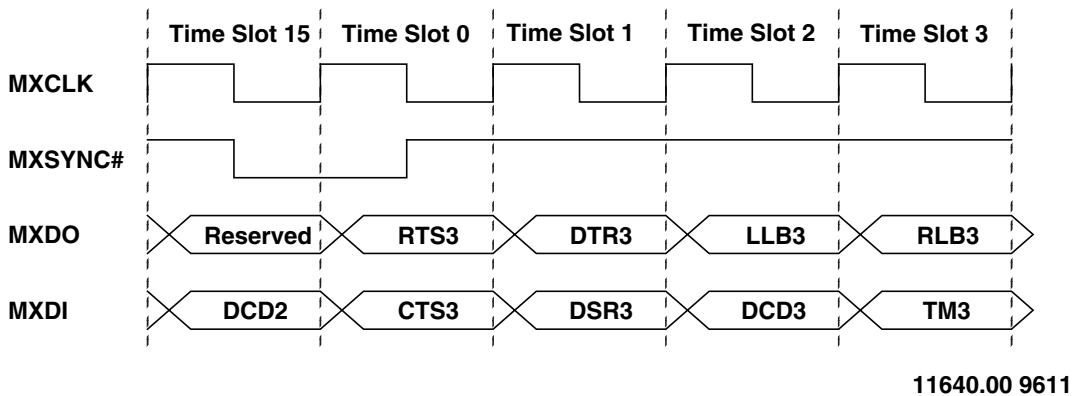 Time Slot 15 Time Slot 0 Time Slot 1 Time Slot 2 Time Slot 3
MXCLK
MXSYNC#
MXDO Reserved RTS3 DTR3 LLB3 RLB3
MXDI DCD2 CTS3 DSR3 DCD3 TM3
11640.00 9611